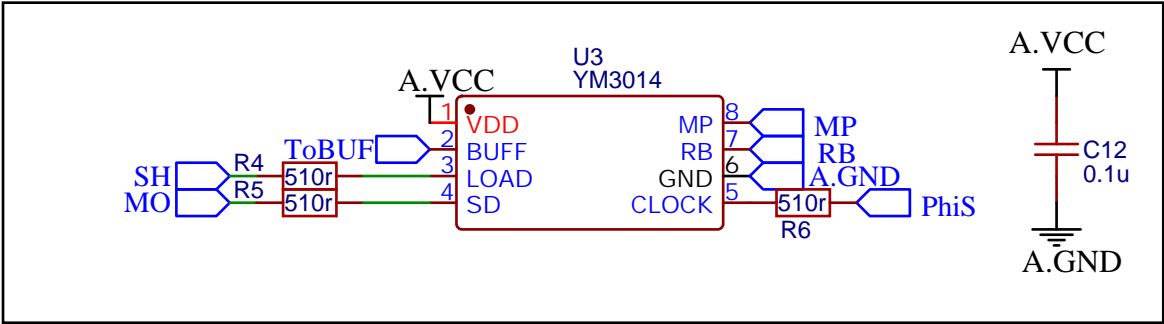 U3
YM3014
A.VCC
1
VDD
ToBUF
2
BUFF
SH
R4
510r
3
LOAD
MO
R5
510r
4
SD
8
MP
MP
7
RB
RB
6
GND
A.GND
5
CLOCK
510r
R6
PhiS
A.VCC
C12
0.1u
A.GND